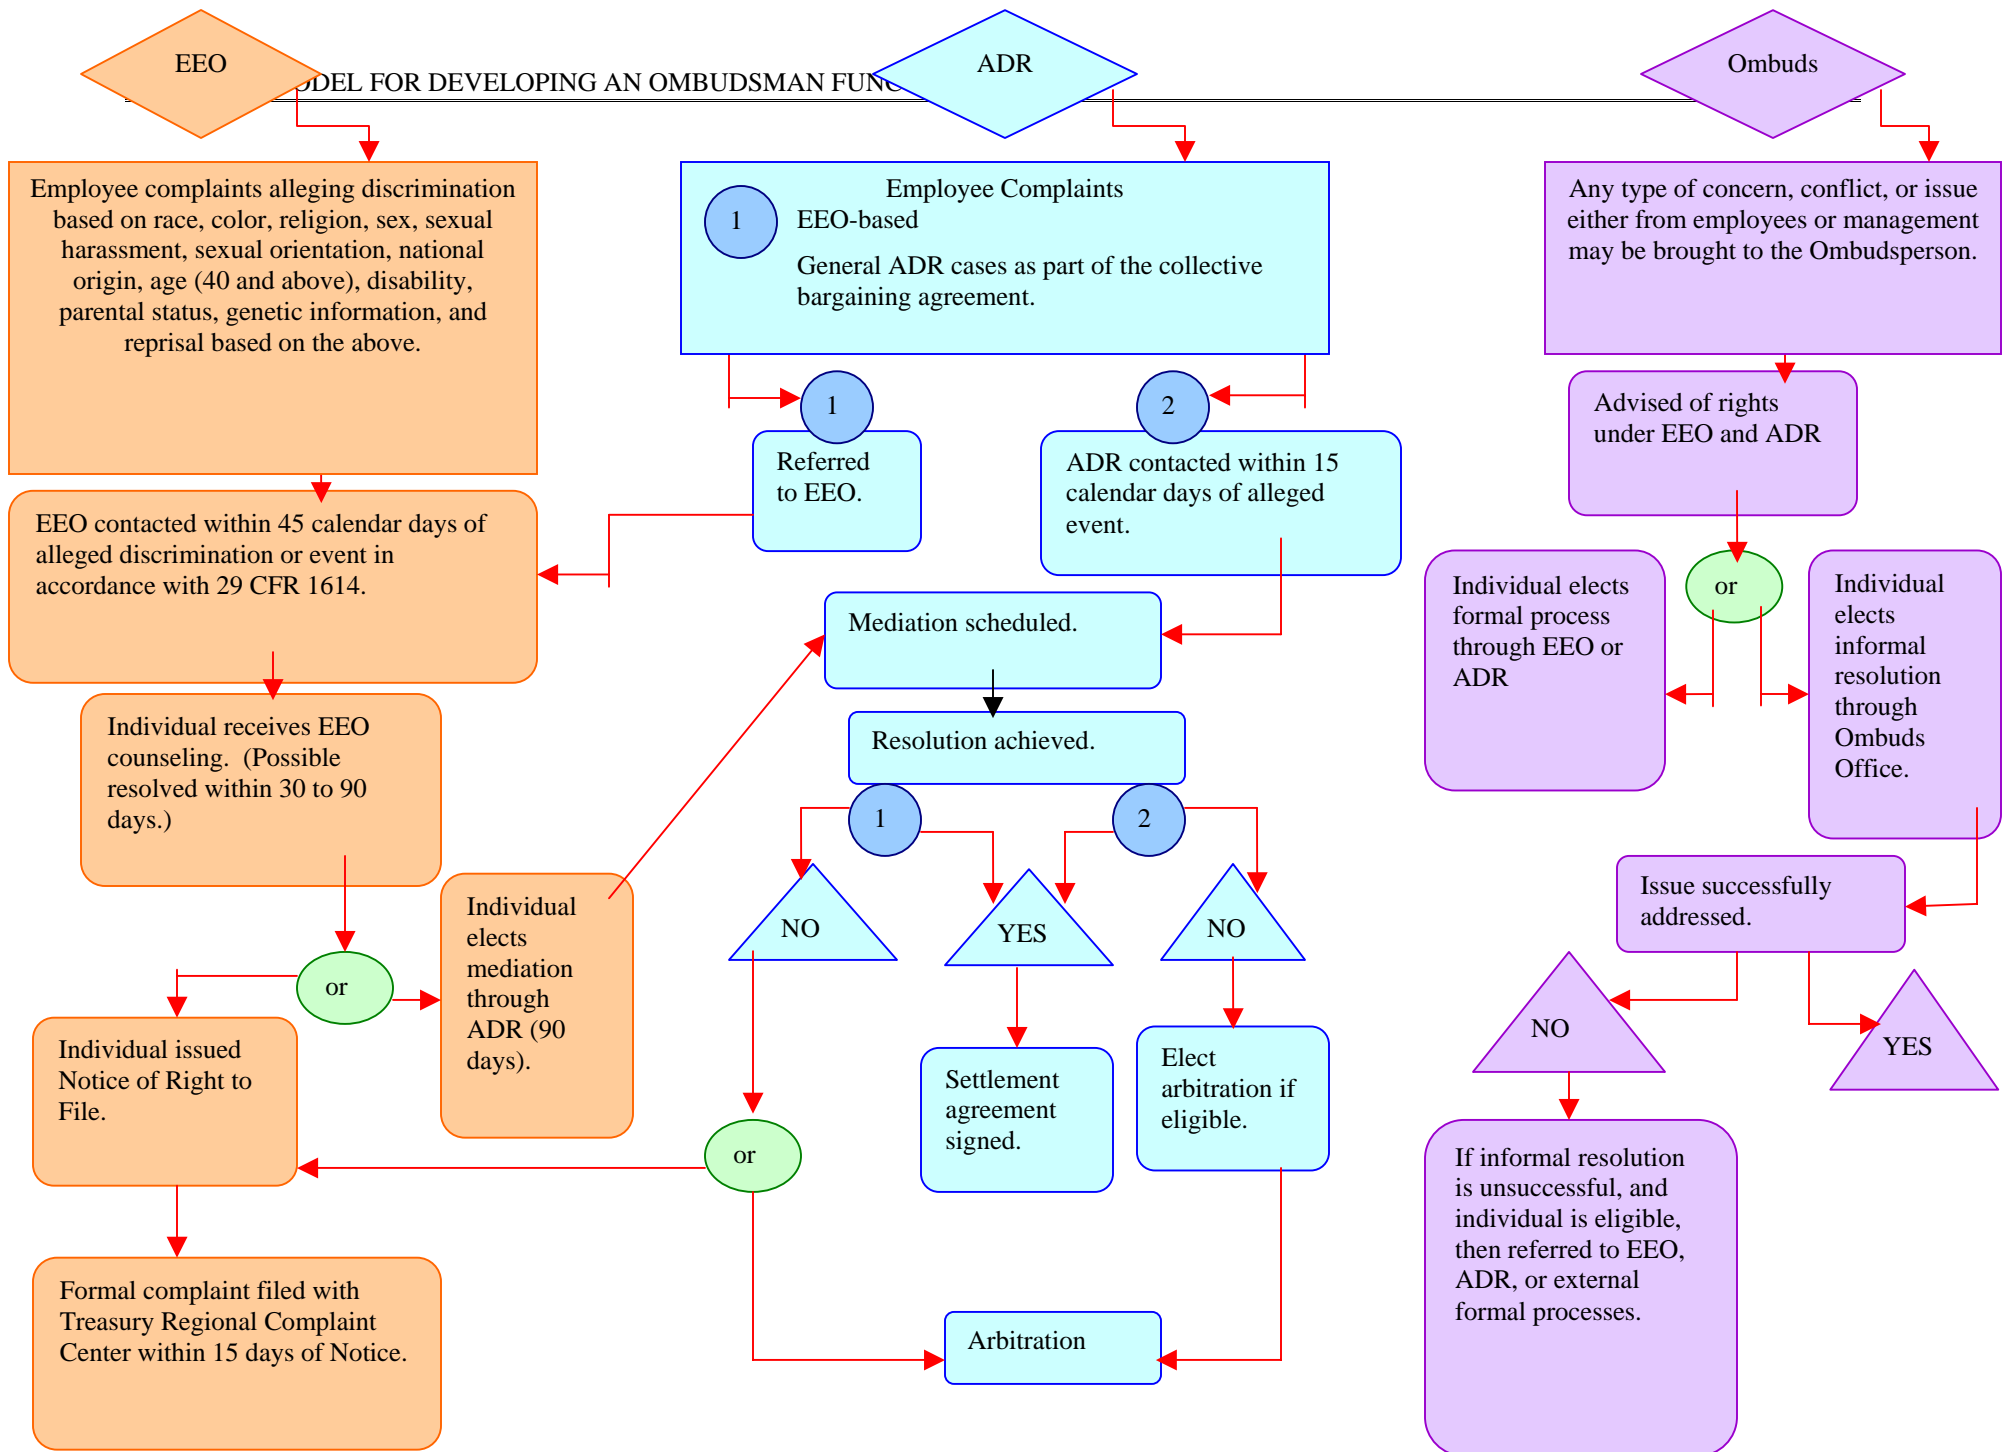 EEO
ADR
Ombuds
ODEL FOR DEVELOPING AN OMBUDSMAN FUNC
Employee complaints alleging discrimination
based on race, color, religion, sex, sexual
harassment, sexual orientation, national
origin, age (40 and above), disability,
parental status, genetic information, and
reprisal based on the above.
EEO contacted within 45 calendar days of
alleged discrimination or event in
accordance with 29 CFR 1614.
Individual receives EEO
counseling.  (Possible
resolved within 30 to 90
days.)
or
Individual elects
mediation
through
ADR (90
days).
Individual issued
Notice of Right to
File.
Formal complaint filed with
Treasury Regional Complaint
Center within 15 days of Notice.
Employee Complaints
1
EEO-based
General ADR cases as part of the collective
bargaining agreement.
1
Referred
to EEO.
2
ADR contacted within 15
calendar days of alleged
event.
Mediation scheduled.
Resolution achieved.
1
2
NO
YES
NO
or
Settlement
agreement
signed.
Elect
arbitration if
eligible.
Arbitration
Any type of concern, conflict, or issue
either from employees or management
may be brought to the Ombudsperson.
Advised of rights
under EEO and ADR
or
Individual elects
formal process
through EEO or
ADR
Individual
elects
informal
resolution
through
Ombuds
Office.
Issue successfully
addressed.
NO
YES
If informal resolution
is unsuccessful, and
individual is eligible,
then referred to EEO,
ADR, or external
formal processes.